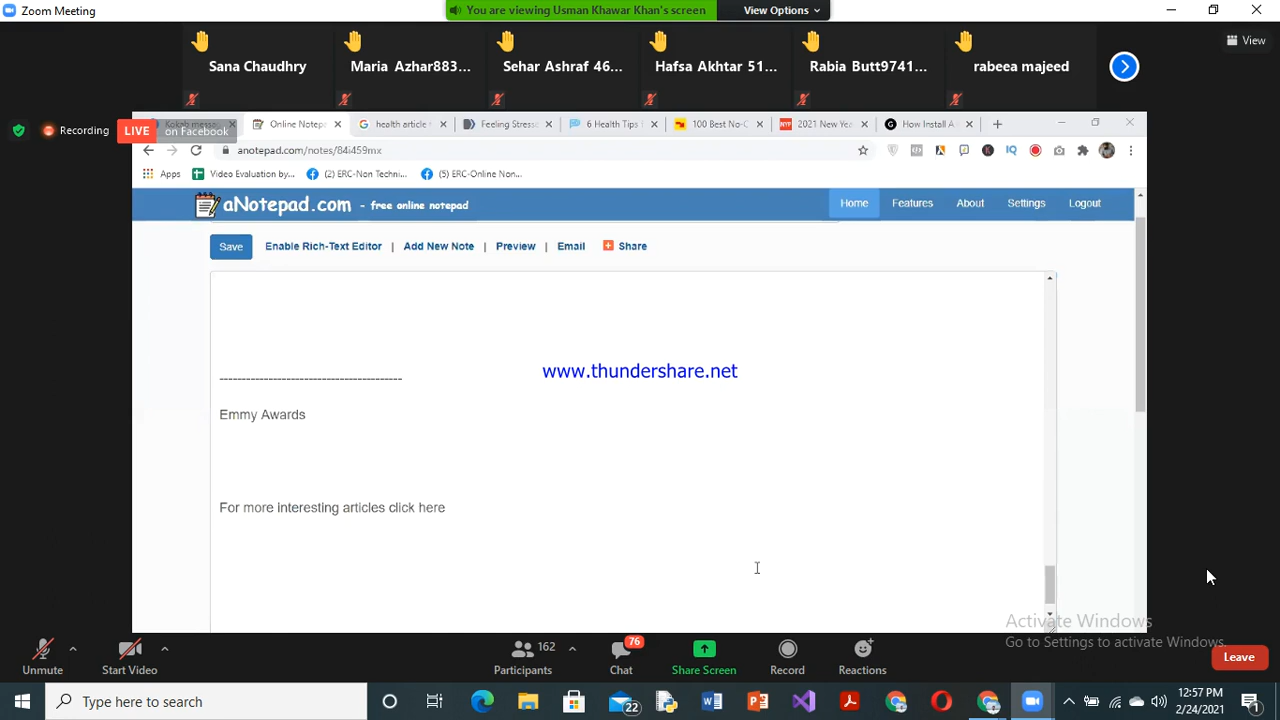 Zoom Meeting
You are viewing Usman Khawar Khan's screen
View Options
View
Sana Chaudhry
Maria Azhar883...
Sehar Ashraf 46...
Hafsa Akhtar 51...
Rabia Butt9741...
rabeea majeed
Recording
LIVE on Facebook
Online Notep
health article
Feeling Stresse
6 Health Tips
100 Best No-C
2021 New Yea
How Install A
anotepad.com/notes/84i459mx
Apps
Video Evaluation by...
(2) ERC-Non Techni...
(5) ERC-Online Non...
aNotepad.com - free online notepad
Home
Features
About
Settings
Logout
Save
Enable Rich-Text Editor | Add New Note | Preview | Email
Share
www.thundershare.net
-----------------------------------------
Emmy Awards
For more interesting articles click here
Activate Windows
Go to Settings to activate Windows.
Unmute
Start Video
162
Participants
76
Chat
Share Screen
Record
Reactions
Leave
Type here to search
22
12:57 PM
2/24/2021
1